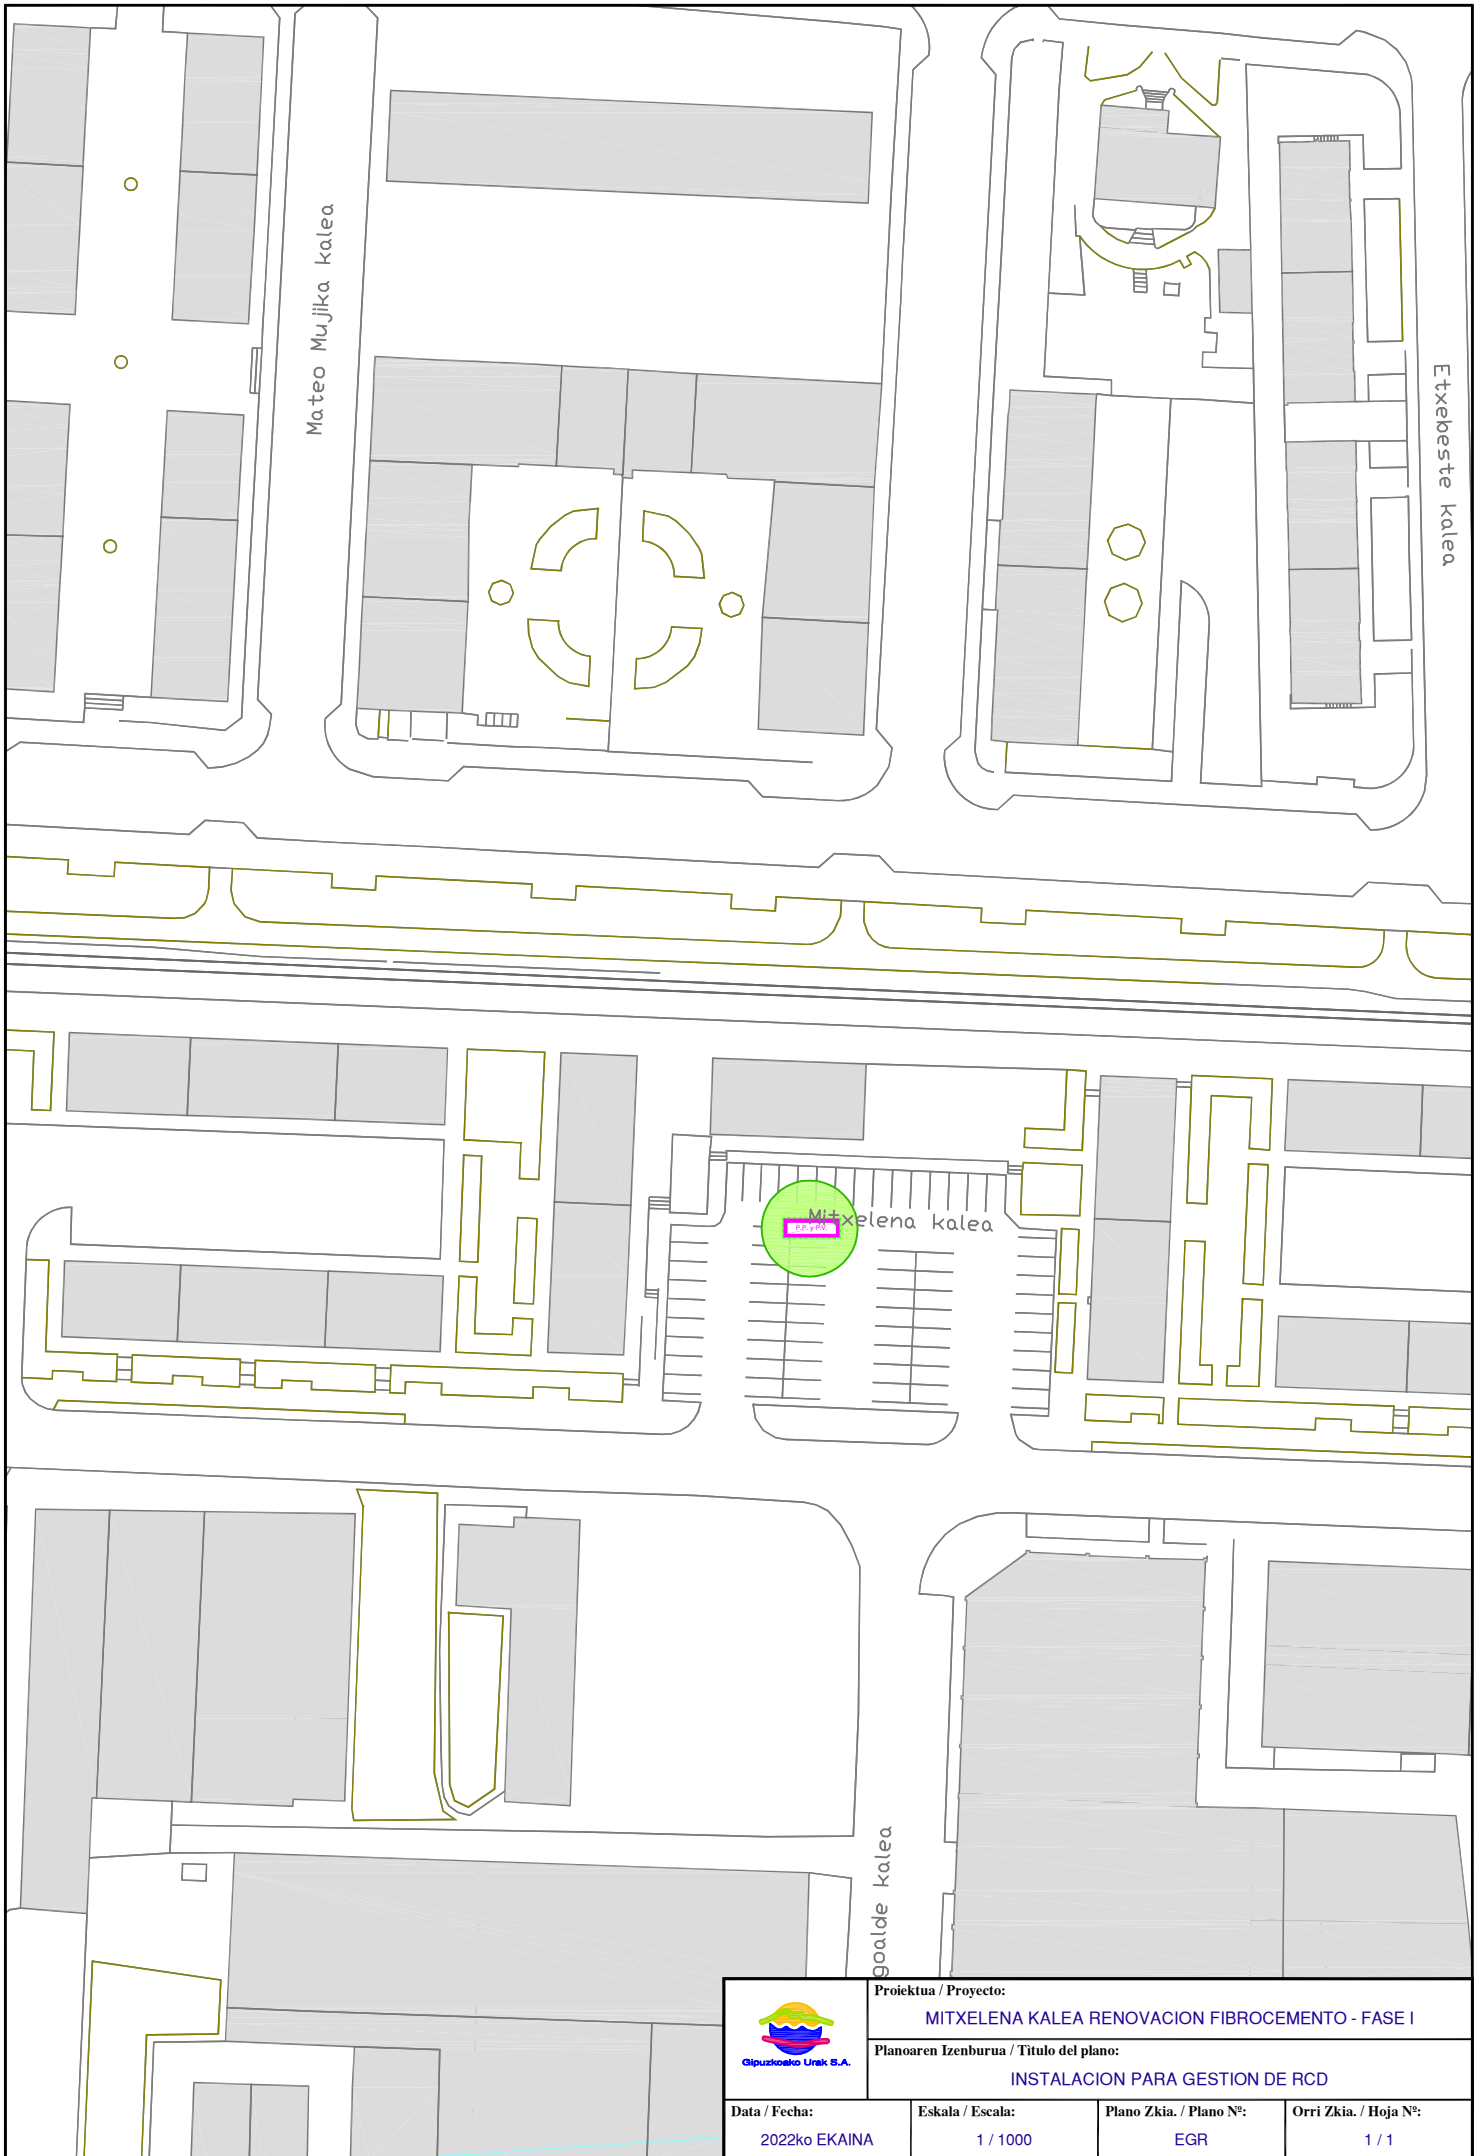 Mateo Mujika kalea
Etxebeste kalea
Mitxelena kalea
P.P. y P.V.
goalde kalea
Gipuzkoako Urak S.A.
Proiektua / Proyecto:
MITXELENA KALEA RENOVACION FIBROCEMENTO - FASE I
Planoaren Izenburua / Titulo del plano:
INSTALACION PARA GESTION DE RCD
Data / Fecha:
2022ko EKAINA
Eskala / Escala:
1 / 1000
Plano Zkia. / Plano Nº:
EGR
Orri Zkia. / Hoja Nº:
1 / 1